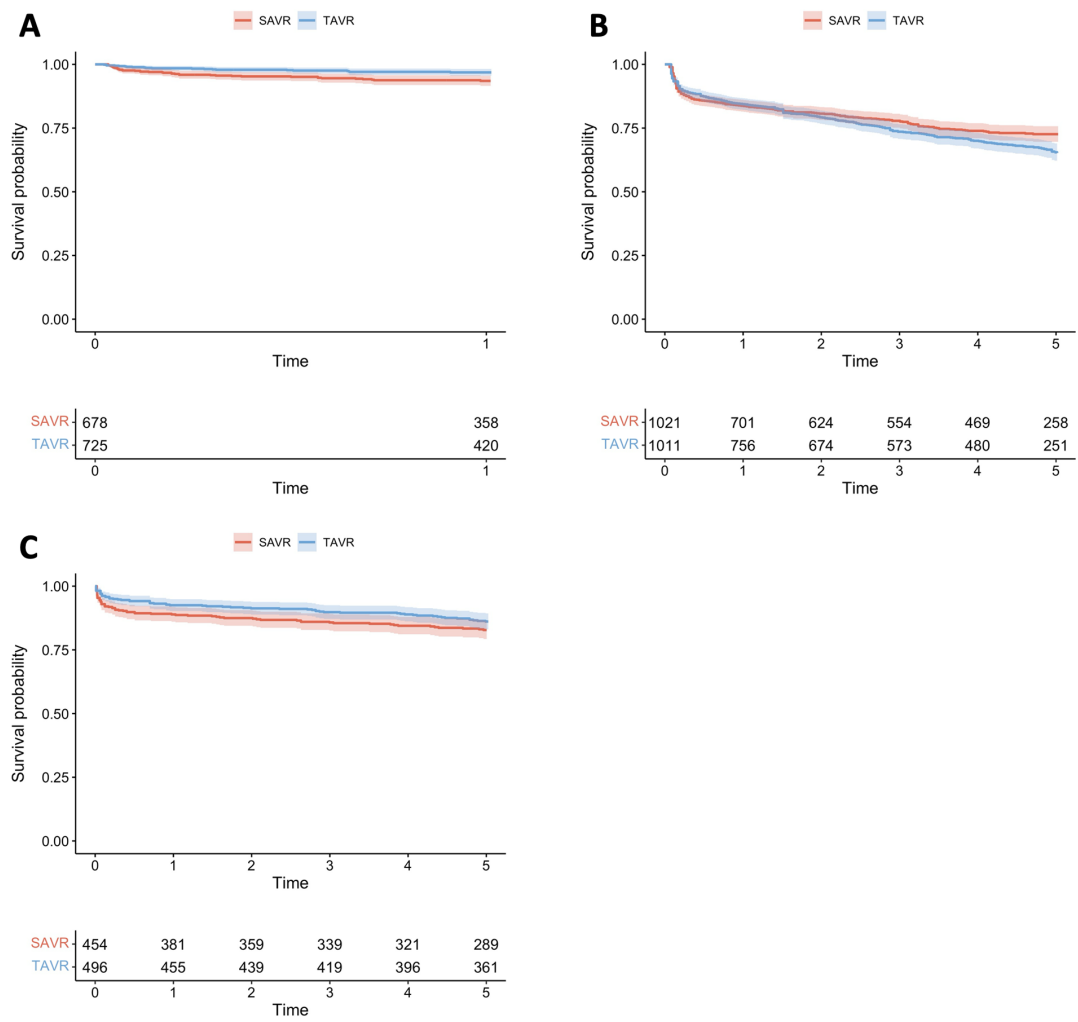 A
SAVR TAVR
1.00
0.75
0.50
0.25
0.00
Survival probability
0 1
Time
SAVR 678 358
TAVR 725 420
0 1
Time
B
SAVR TAVR
1.00
0.75
0.50
0.25
0.00
Survival probability
0 1 2 3 4 5
Time
SAVR 1021 701 624 554 469 258
TAVR 1011 756 674 573 480 251
0 1 2 3 4 5
Time
C
SAVR TAVR
1.00
0.75
0.50
0.25
0.00
Survival probability
0 1 2 3 4 5
Time
SAVR 454 381 359 339 321 289
TAVR 496 455 439 419 396 361
0 1 2 3 4 5
Time